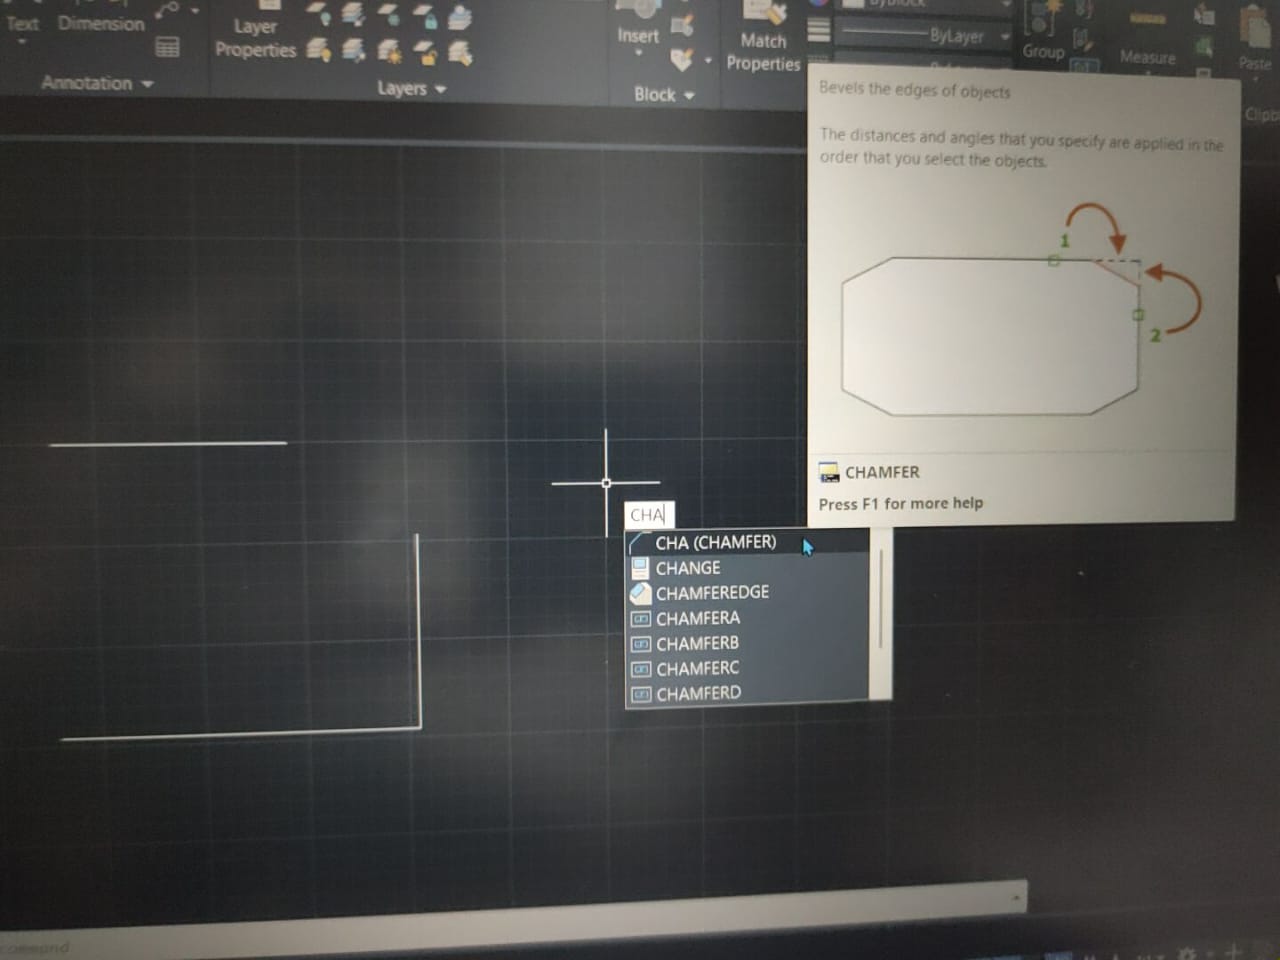 Text
Dimension
Annotation
Layer
Properties
Layers
Insert
Block
Match
Properties
ByLayer
Group
Measure
Paste
Bevels the edges of objects
The distances and angles that you specify are applied in the
order that you select the objects.
1
2
CHAMFER
Press F1 for more help
CHA
CHA (CHAMFER)
CHANGE
CHAMFEREDGE
CHAMFERA
CHAMFERB
CHAMFERC
CHAMFERD
command